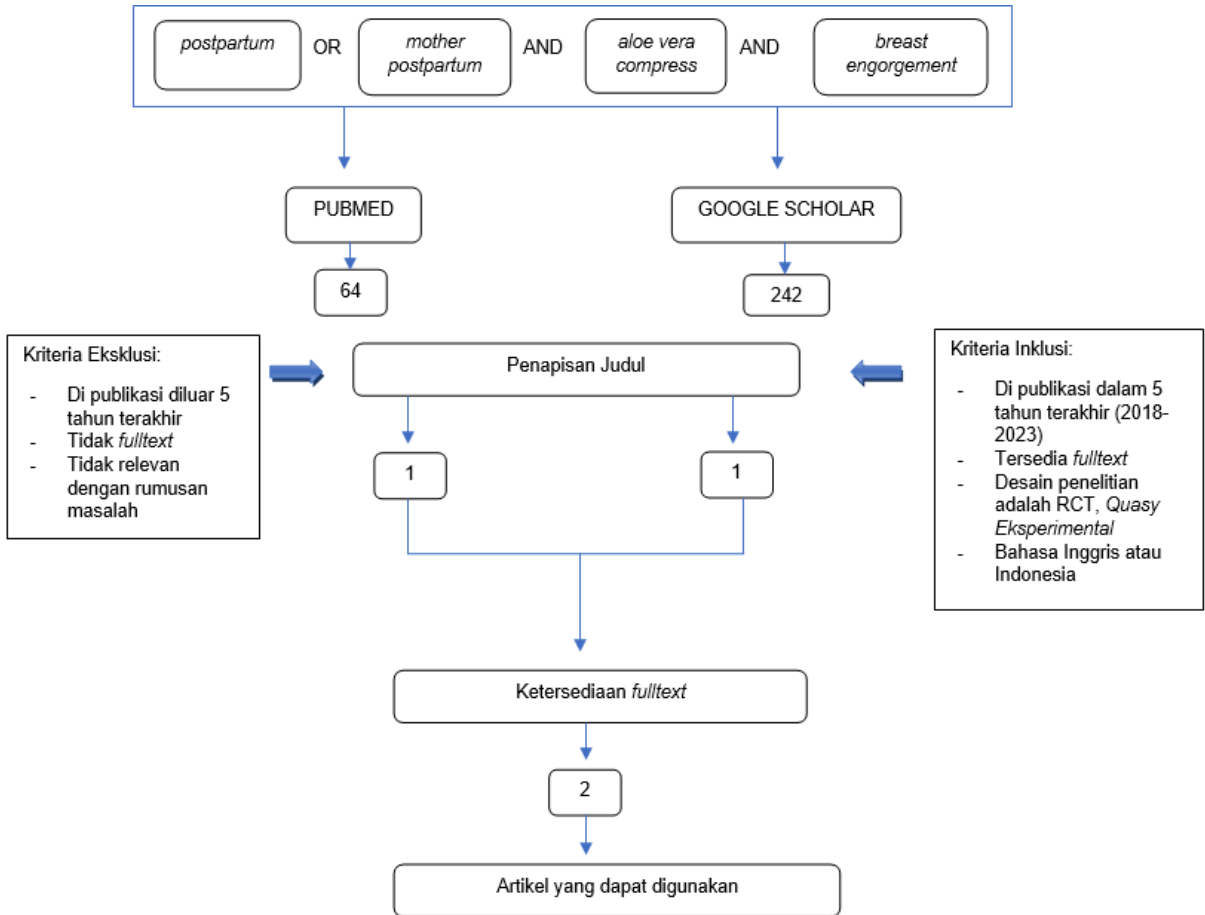 postpartum OR mother postpartum AND aloe vera compress AND breast engorgement
PUBMED
GOOGLE SCHOLAR
64
242
Kriteria Eksklusi:
- Di publikasi diluar 5
tahun terakhir
- Tidak fulltext
- Tidak relevan
dengan rumusan
masalah
Penapisan Judul
Kriteria Inklusi:
- Di publikasi dalam 5
tahun terakhir (2018-
2023)
- Tersedia fulltext
- Desain penelitian
adalah RCT, Quasy
Eksperimental
- Bahasa Inggris atau
Indonesia
1
1
Ketersediaan fulltext
2
Artikel yang dapat digunakan